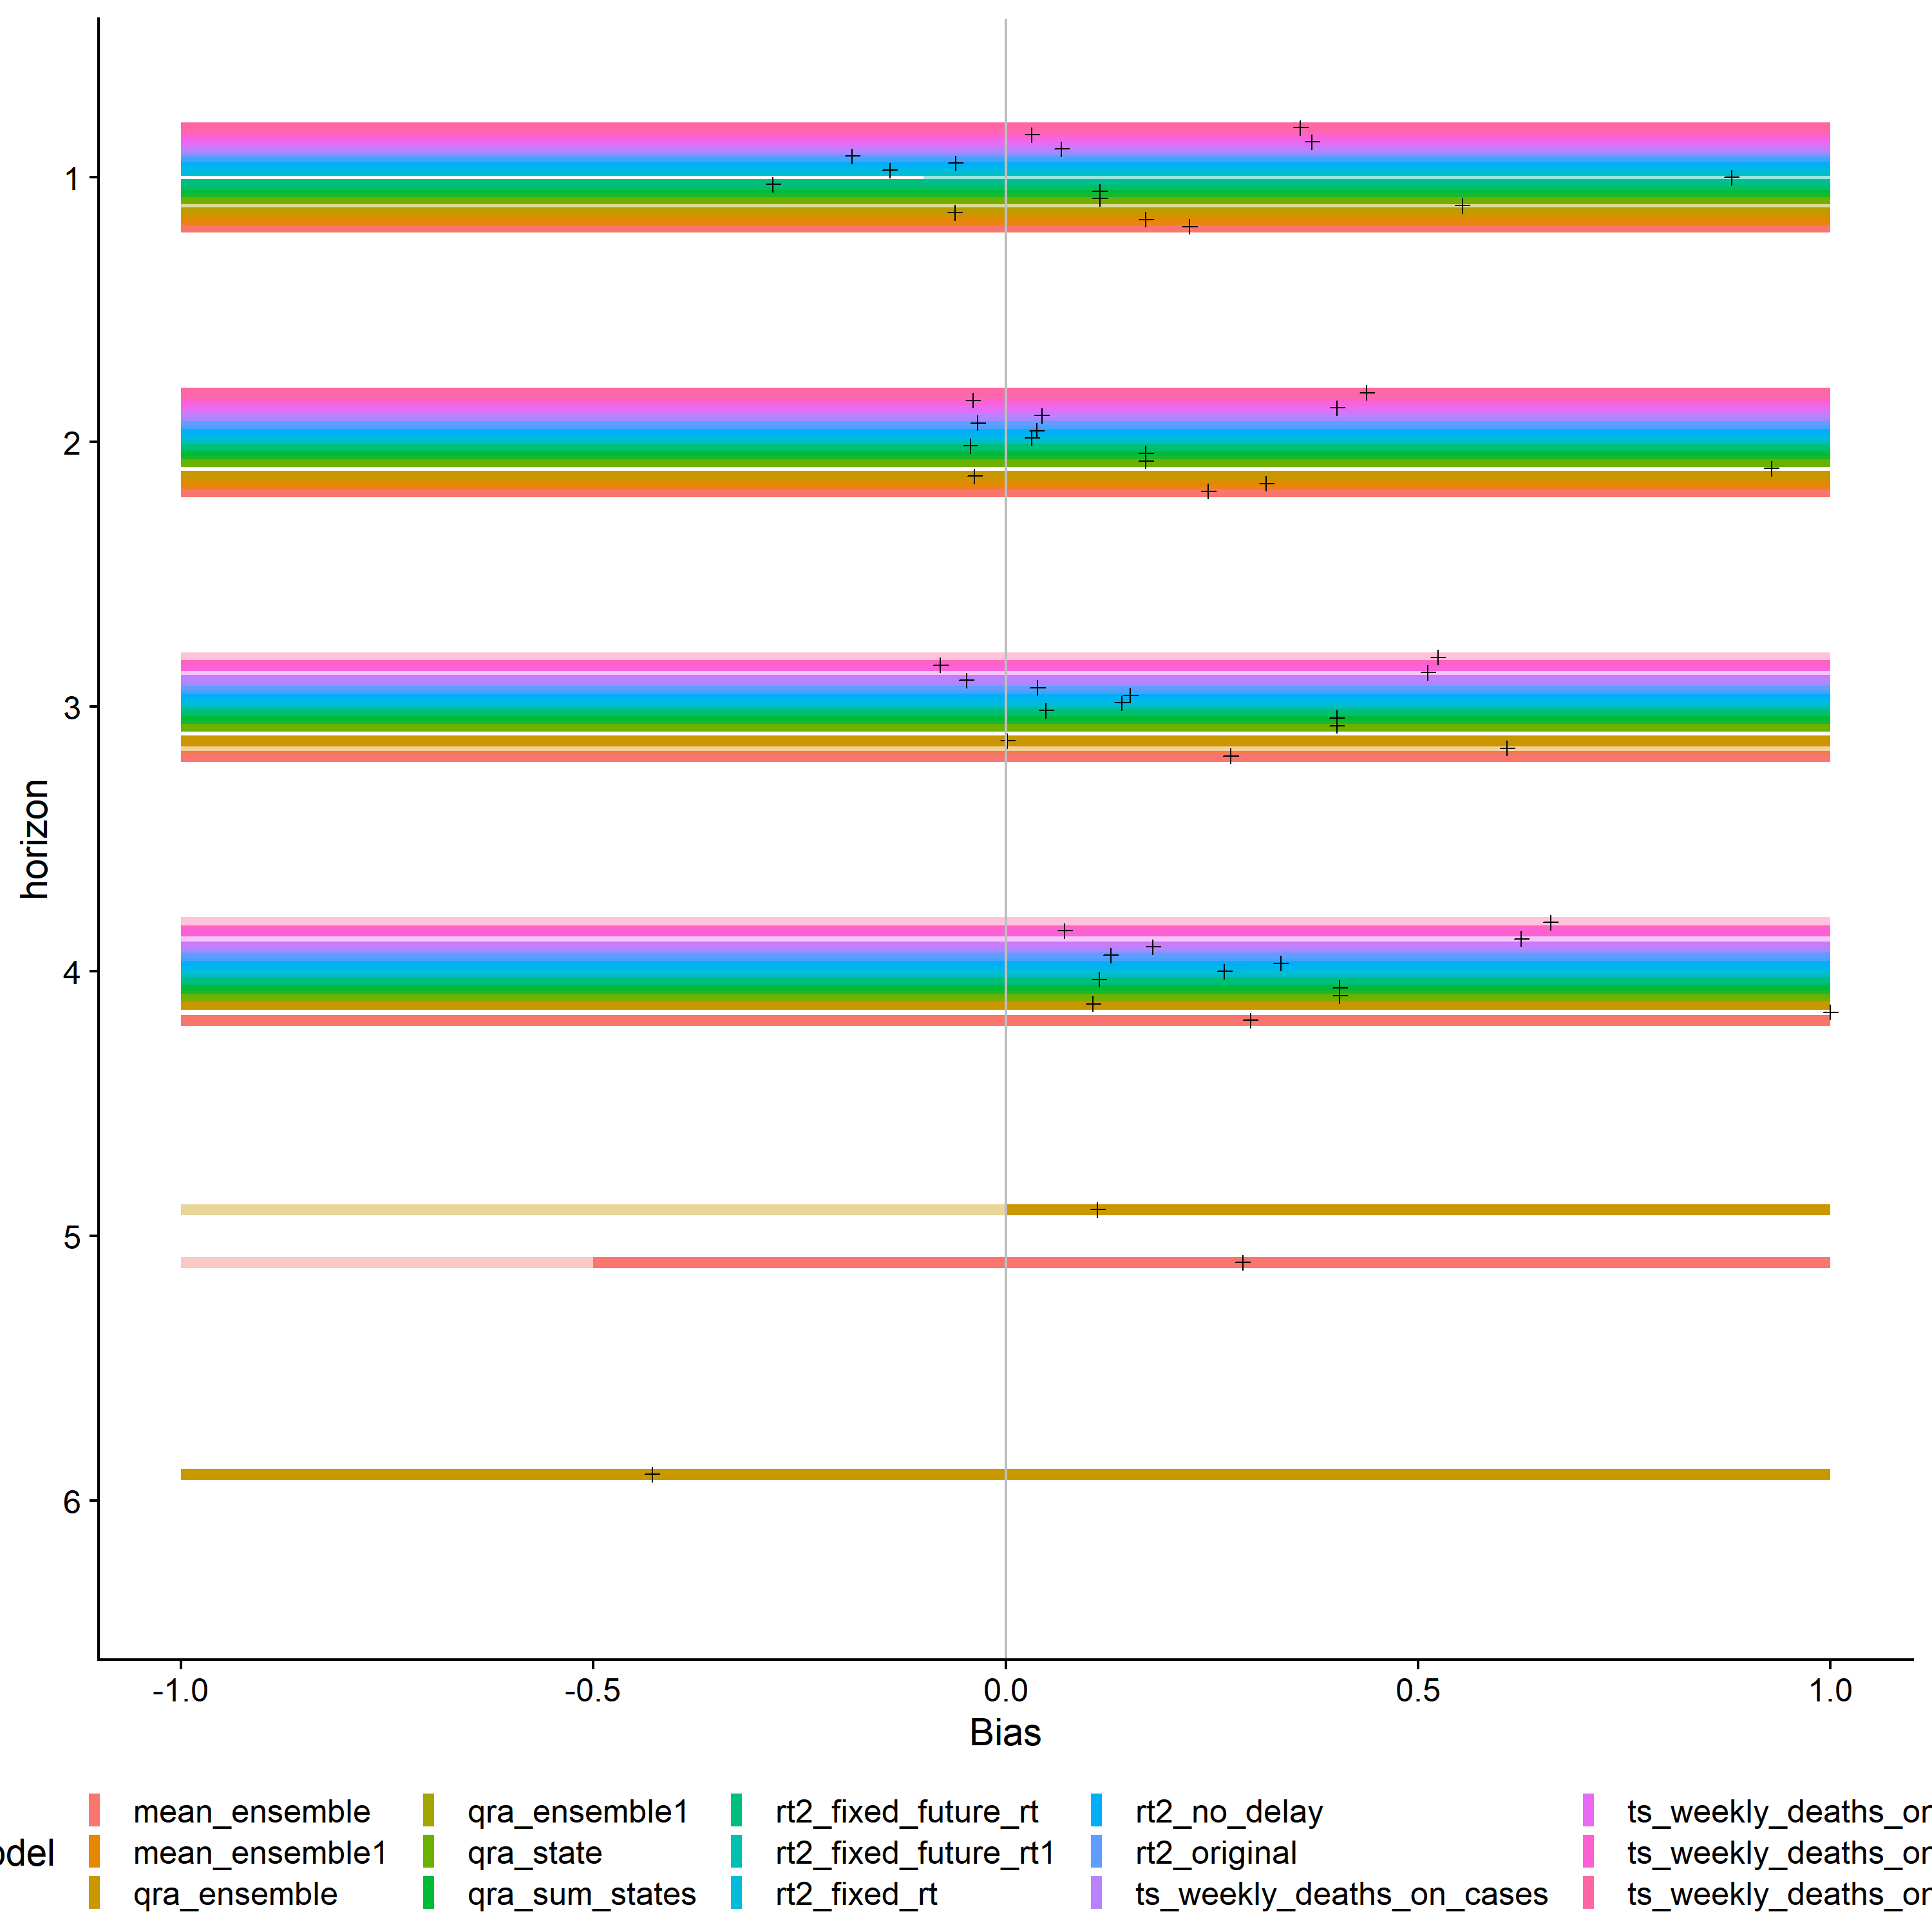 horizon
1
2
3
4
5
6
-1.0 -0.5 0.0 0.5 1.0
Bias
mean_ensemble qra_ensemble1 rt2_fixed_future_rt rt2_no_delay ts_weekly_deaths_on
odel mean_ensemble1 qra_state rt2_fixed_future_rt1 rt2_original ts_weekly_deaths_on
qra_ensemble qra_sum_states rt2_fixed_rt ts_weekly_deaths_on_cases ts_weekly_deaths_on